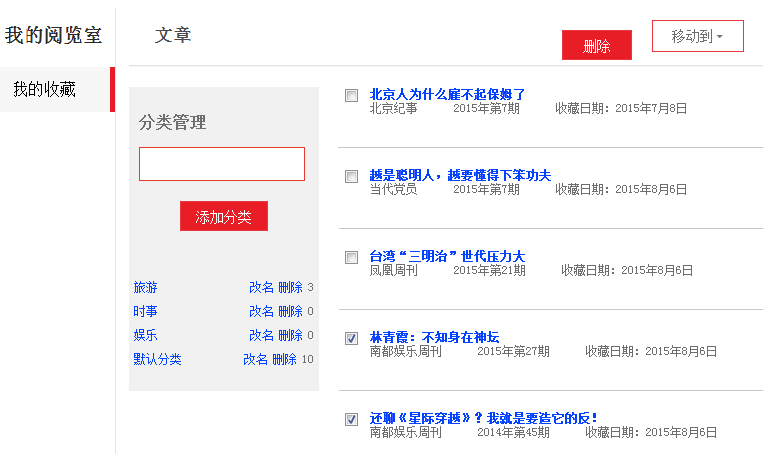 我的阅览室
我的收藏
文章
删除
移动到
分类管理
添加分类
旅游 改名 删除 3
时事 改名 删除 0
娱乐 改名 删除 0
默认分类 改名 删除 10
北京人为什么雇不起保姆了
北京纪事 2015年第7期 收藏日期：2015年7月8日
越是聪明人，越要懂得下笨功夫
当代党员 2015年第7期 收藏日期：2015年8月6日
台湾“三明治”世代压力大
凤凰周刊 2015年第21期 收藏日期：2015年8月6日
林青霞：不知身在神坛
南都娱乐周刊 2015年第27期 收藏日期：2015年8月6日
还聊《星际穿越》？我就是要造它的反！
南都娱乐周刊 2014年第45期 收藏日期：2015年8月6日